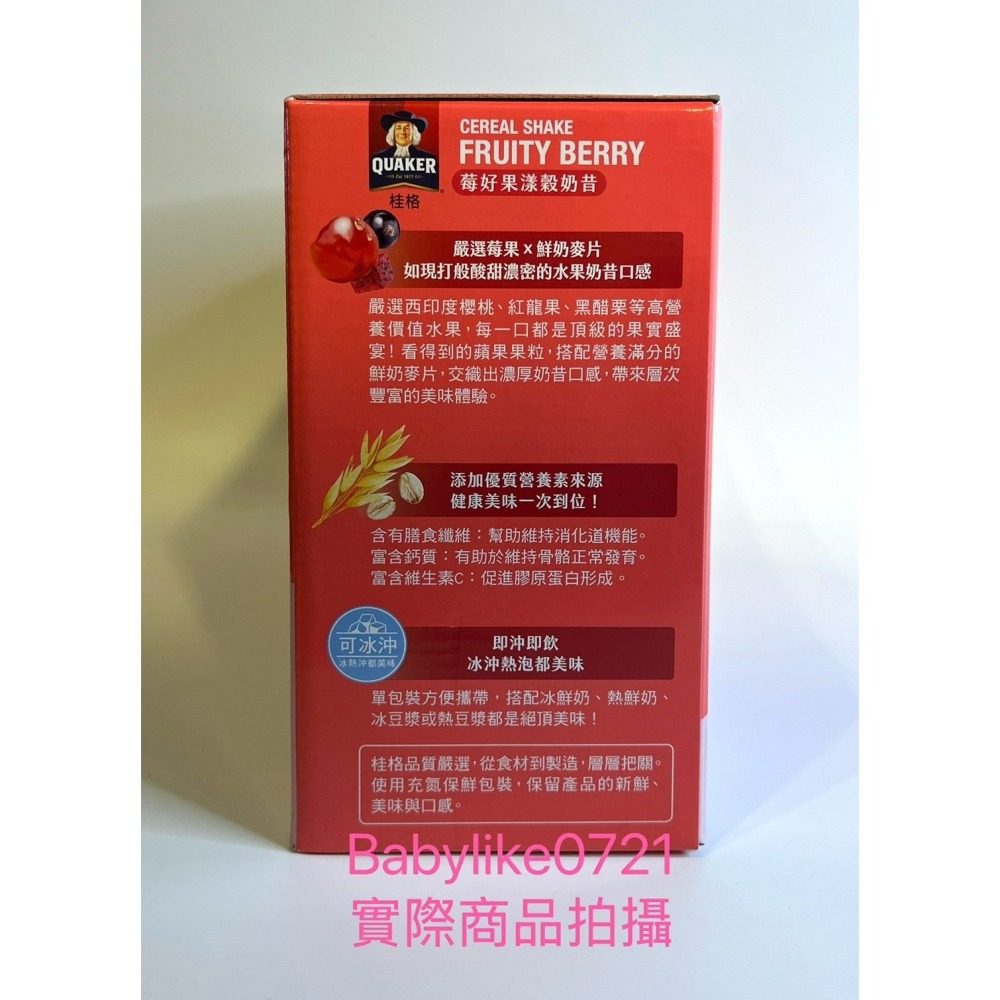 CEREAL SHAKE
FRUITY BERRY
QUAKER
Est 1877
桂格
莓好果漾穀奶昔
嚴選莓果x鮮奶麥片
如現打般酸甜濃密的水果奶昔口感
嚴選西印度櫻桃、紅龍果、黑醋栗等高營
養價值水果，每一口都是頂級的果實盛
宴！看得到的蘋果果粒，搭配營養滿分的
鮮奶麥片，交織出濃厚奶昔口感，帶來層次
豐富的美味體驗。
添加優質營養素來源
健康美味一次到位！
含有膳食纖維：幫助維持消化道機能。
富含鈣質：有助於維持骨骼正常發育。
富含維生素C：促進膠原蛋白形成。
可冰沖
冰熱沖都美味
即沖即飲
冰沖熱泡都美味
單包裝方便攜帶，搭配冰鮮奶、熱鮮奶、
冰豆漿或熱豆漿都是絕頂美味！
桂格品質嚴選，從食材到製造，層層把關。
使用充氮保鮮包裝，保留產品的新鮮、
美味與口感。
Babylike0721
實際商品拍攝